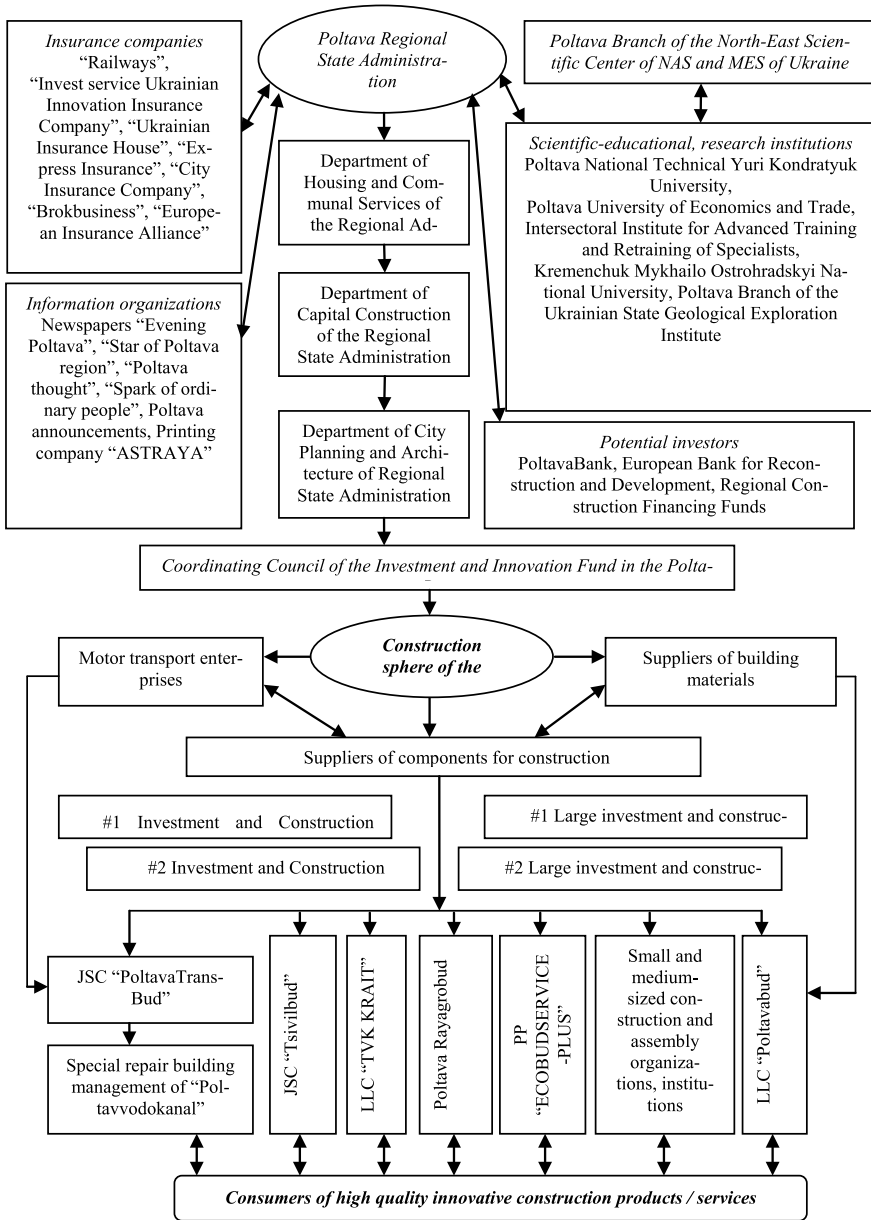 Insurance companies
“Railways”,
“Invest service Ukrainian
Innovation Insurance
Company”, “Ukrainian
Insurance House”, “Ex-
press Insurance”, “City
Insurance Company”,
“Brokbusiness”, “Europe-
an Insurance Alliance”
Poltava Regional
State Administra-
tion
Poltava Branch of the North-East Scien-
tific Center of NAS and MES of Ukraine
Scientific-educational, research institutions
Poltava National Technical Yuri Kondratyuk
University,
Poltava University of Economics and Trade,
Intersectoral Institute for Advanced Training
and Retraining of Specialists,
Kremenchuk Mykhailo Ostrohradskyi Na-
tional University, Poltava Branch of the
Ukrainian State Geological Exploration
Institute
Department of
Housing and Com-
munal Services of
the Regional Ad-
Information organizations
Newspapers “Evening
Poltava”, “Star of Poltava
region”, “Poltava
thought”, “Spark of ordi-
nary people”, Poltava
announcements, Printing
company “ASTRAYA”
Department of
Capital Construction
of the Regional
State Administration
Department of City
Planning and Archi-
tecture of Regional
State Administration
Potential investors
PoltavaBank, European Bank for Recon-
struction and Development, Regional Con-
struction Financing Funds
Coordinating Council of the Investment and Innovation Fund in the Polta-
Construction
sphere of the
Motor transport enter-
prises
Suppliers of building
materials
Suppliers of components for construction
#1 Investment and Construction
#1 Large investment and construc-
#2 Investment and Construction
#2 Large investment and construc-
JSC “PoltavaTrans-
Bud”
Special repair building
management of “Pol-
tavvodokanal”
JSC “Tsivilbud”
LLC “TVK KRAIT”
Poltava Rayagrobud
PP
“ECOBUDSERVICE
-PLUS”
Small and
medium-
sized con-
struction and
assembly
organiza-
tions, institu-
tions
LLC “Poltavabud”
Consumers of high quality innovative construction products / services